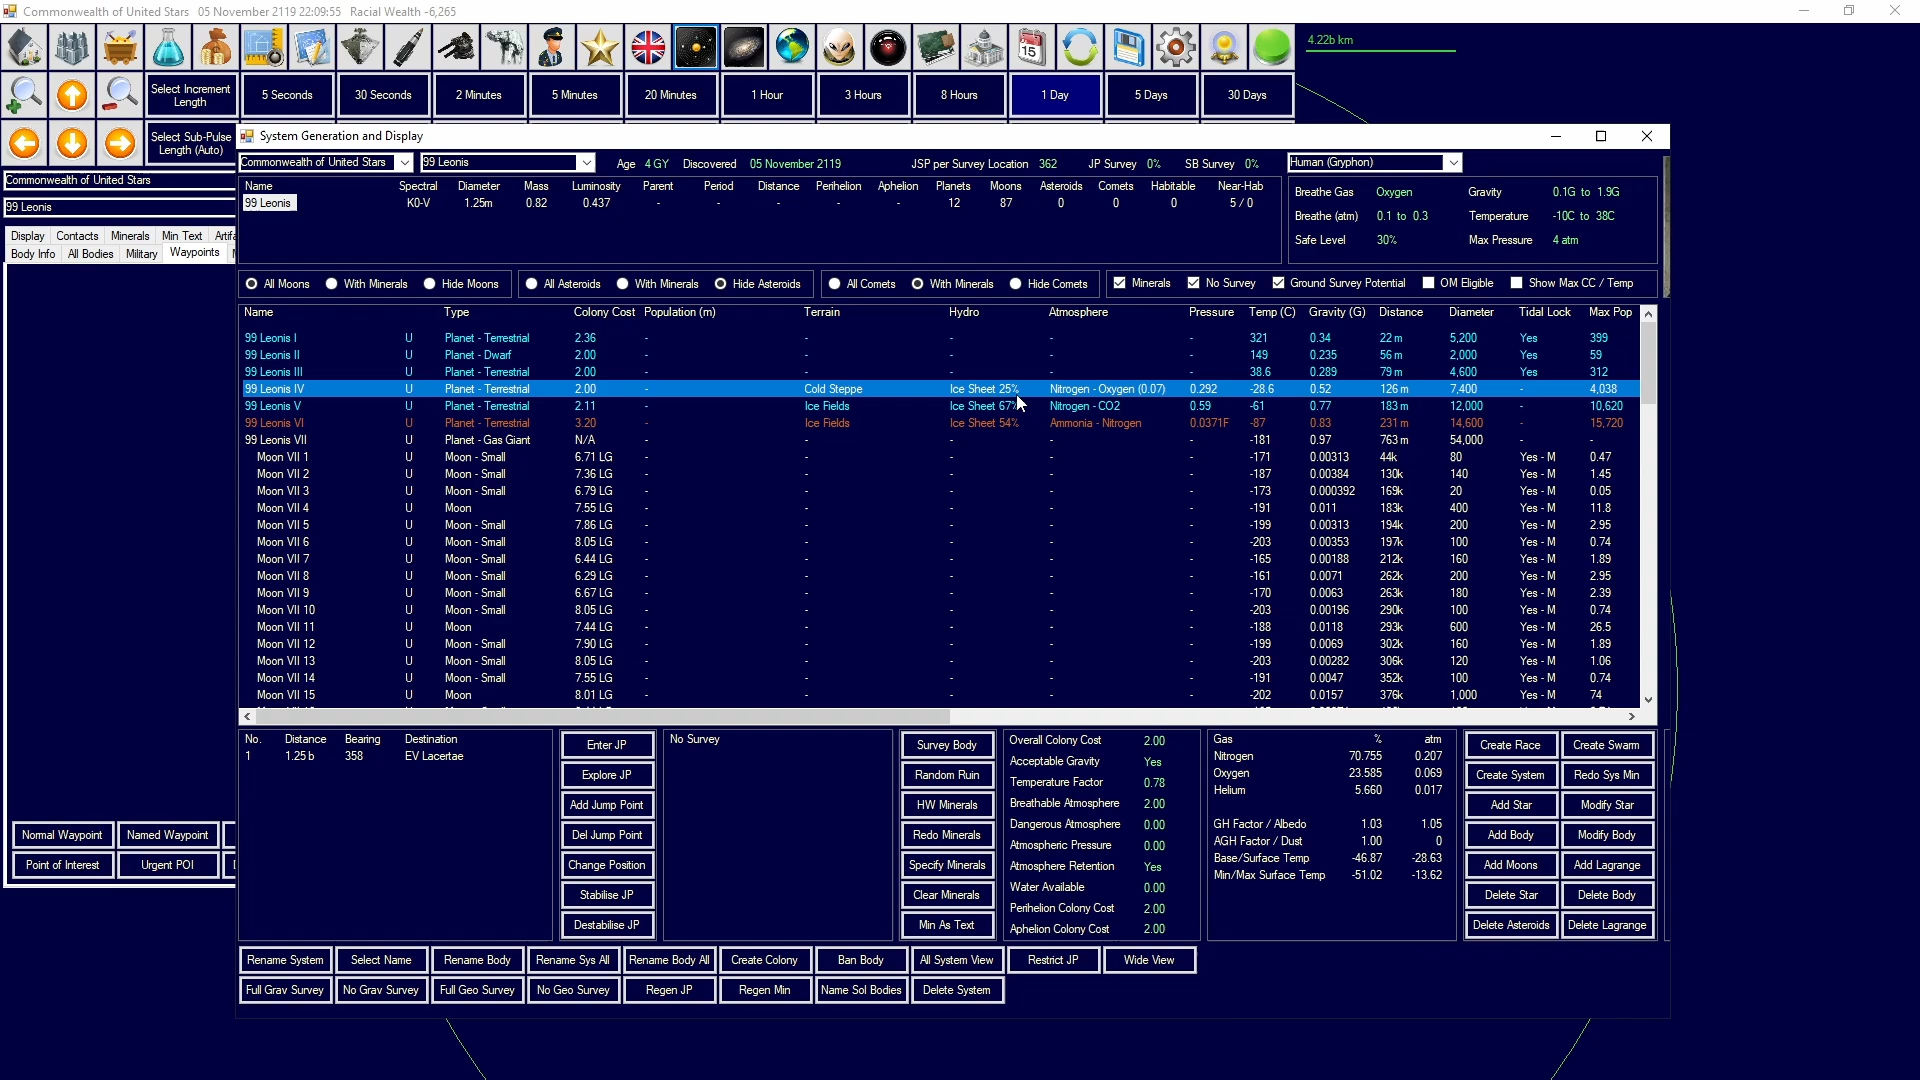 Commonwealth of United Stars 05 November 2119 22:09:55 Racial Wealth -6,265
4.22b km
Select Increment Length 5 Seconds 30 Seconds 2 Minutes 5 Minutes 20 Minutes 1 Hour 3 Hours 8 Hours 1 Day 5 Days 30 Days
Select Sub-Pulse Length (Auto)
System Generation and Display
Commonwealth of United Stars
99 Leonis
Display Contacts Minerals Min Text
Body Info All Bodies Military Waypoints
Normal Waypoint Named Waypoint
Point of Interest Urgent POI
Commonwealth of United Stars 99 Leonis Age 4 GY Discovered 05 November 2119 JSP per Survey Location 362 JP Survey 0% SB Survey 0% Human (Gryphon)
Name Spectral Diameter Mass Luminosity Parent Period Distance Perihelion Aphelion Planets Moons Asteroids Comets Habitable Near-Hab
99 Leonis K0-V 1.25m 0.82 0.437 - - - - - 12 87 0 0 0 5 / 0
Breathe Gas Oxygen Gravity 0.1G to 1.9G
Breathe (atm) 0.1 to 0.3 Temperature -10C to 38C
Safe Level 30% Max Pressure 4 atm
All Moons With Minerals Hide Moons All Asteroids With Minerals Hide Asteroids All Comets With Minerals Hide Comets Minerals No Survey Ground Survey Potential OM Eligible Show Max CC / Temp
Name Type Colony Cost Population (m) Terrain Hydro Atmosphere Pressure Temp (C) Gravity (G) Distance Diameter Tidal Lock Max Pop
99 Leonis I U Planet - Terrestrial 2.36 - - - - - 321 0.34 22 m 5,200 Yes 399
99 Leonis II U Planet - Dwarf 2.00 - - - - - 149 0.235 56 m 2,000 Yes 59
99 Leonis III U Planet - Terrestrial 2.00 - - - - - 38.6 0.289 79 m 4,600 Yes 312
99 Leonis IV U Planet - Terrestrial 2.00 - Cold Steppe Ice Sheet 25% Nitrogen - Oxygen (0.07) 0.292 -28.6 0.52 126 m 7,400 - 4,038
99 Leonis V U Planet - Terrestrial 2.11 Ice Fields Ice Sheet 67% Nitrogen - CO2 0.59 -61 0.77 183 m 12,000 - 10,620
99 Leonis VI U Planet - Terrestrial 3.20 Ice Fields Ice Sheet 54% Ammonia - Nitrogen 0.0371F -87 0.83 231 m 14,600 - 15,720
99 Leonis VII U Planet - Gas Giant N/A - - - - - -181 0.97 763 m 54,000 - -
Moon VII 1 U Moon - Small 6.71 LG - - - - - -171 0.00313 44k 80 Yes - M 0.47
Moon VII 2 U Moon - Small 7.36 LG - - - - - -187 0.00384 130k 140 Yes - M 1.45
Moon VII 3 U Moon - Small 6.79 LG - - - - - -173 0.000392 169k 20 Yes - M 0.05
Moon VII 4 U Moon 7.55 LG - - - - - -191 0.011 183k 400 Yes - M 11.8
Moon VII 5 U Moon - Small 7.86 LG - - - - - -199 0.00313 194k 200 Yes - M 2.95
Moon VII 6 U Moon - Small 8.05 LG - - - - - -203 0.00353 197k 100 Yes - M 0.74
Moon VII 7 U Moon - Small 6.44 LG - - - - - -165 0.00188 212k 160 Yes - M 1.89
Moon VII 8 U Moon - Small 6.29 LG - - - - - -161 0.0071 262k 200 Yes - M 2.95
Moon VII 9 U Moon - Small 6.67 LG - - - - - -170 0.0063 263k 180 Yes - M 2.39
Moon VII 10 U Moon - Small 8.05 LG - - - - - -203 0.00196 290k 100 Yes - M 0.74
Moon VII 11 U Moon 7.44 LG - - - - - -188 0.0118 293k 600 Yes - M 26.5
Moon VII 12 U Moon - Small 7.90 LG - - - - - -199 0.0069 302k 160 Yes - M 1.89
Moon VII 13 U Moon - Small 8.05 LG - - - - - -203 0.00282 306k 120 Yes - M 1.06
Moon VII 14 U Moon - Small 7.55 LG - - - - - -191 0.0047 352k 100 Yes - M 0.74
Moon VII 15 U Moon 8.01 LG - - - - - -202 0.0157 376k 1,000 Yes - M 74
No. Distance Bearing Destination
1 1.25 b 358 EV Lacertae
Enter JP
Explore JP
Add Jump Point
Del Jump Point
Change Position
Stabilise JP
Destabilise JP
No Survey
Survey Body
Random Ruin
HW Minerals
Redo Minerals
Specify Minerals
Clear Minerals
Min As Text
Overall Colony Cost 2.00
Acceptable Gravity Yes
Temperature Factor 0.78
Breathable Atmosphere 2.00
Dangerous Atmosphere 0.00
Atmospheric Pressure 0.00
Atmosphere Retention Yes
Water Available 0.00
Perihelion Colony Cost 2.00
Aphelion Colony Cost 2.00
Gas % atm
Nitrogen 70.755 0.207
Oxygen 23.585 0.069
Helium 5.660 0.017
GH Factor / Albedo 1.03 1.05
AGH Factor / Dust 1.00 0
Base/Surface Temp -46.87 -28.63
Min/Max Surface Temp -51.02 -13.62
Create Race Create Swarm
Create System Redo Sys Min
Add Star Modify Star
Add Body Modify Body
Add Moons Add Lagrange
Delete Star Delete Body
Delete Asteroids Delete Lagrange
Rename System Select Name Rename Body Rename Sys All Rename Body All Create Colony Ban Body All System View Restrict JP Wide View
Full Grav Survey No Grav Survey Full Geo Survey No Geo Survey Regen JP Regen Min Name Sol Bodies Delete System